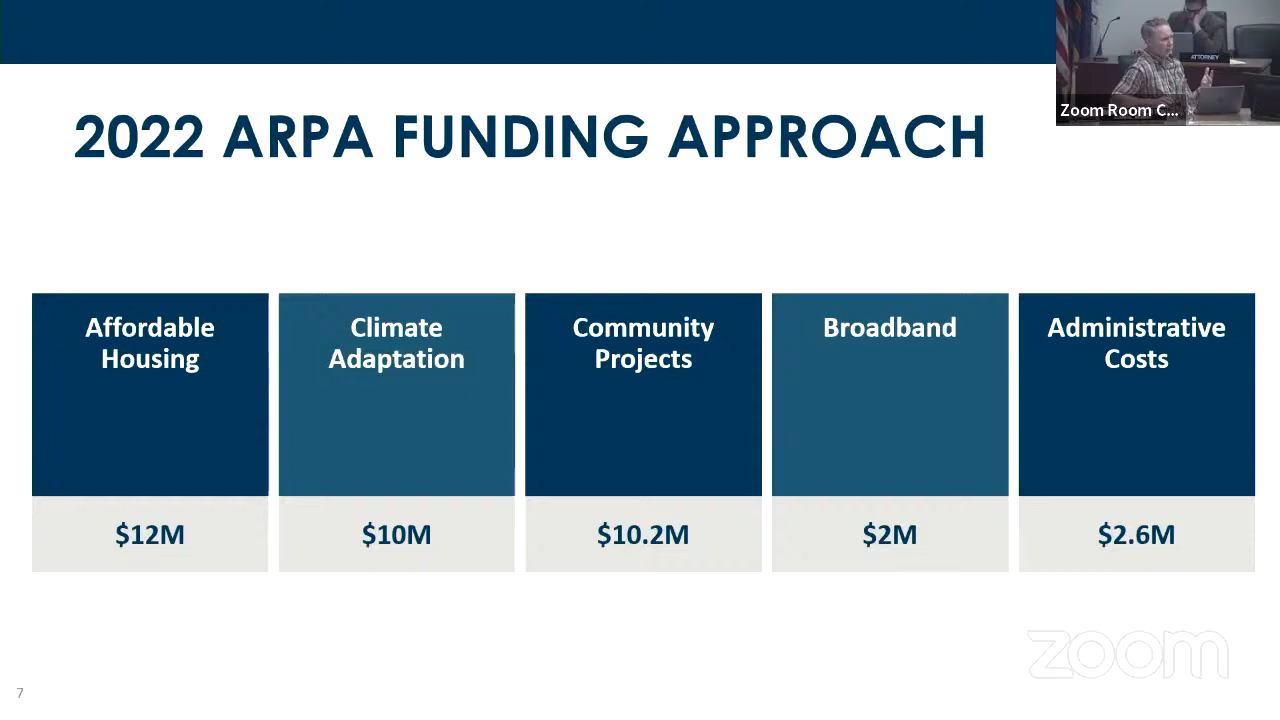 ATTORNEY
Zoom Room C...
2022 ARPA FUNDING APPROACH
Affordable
Housing
$12M
Climate
Adaptation
$10M
Community
Projects
$10.2M
Broadband
$2M
Administrative
Costs
$2.6M
zoom
7